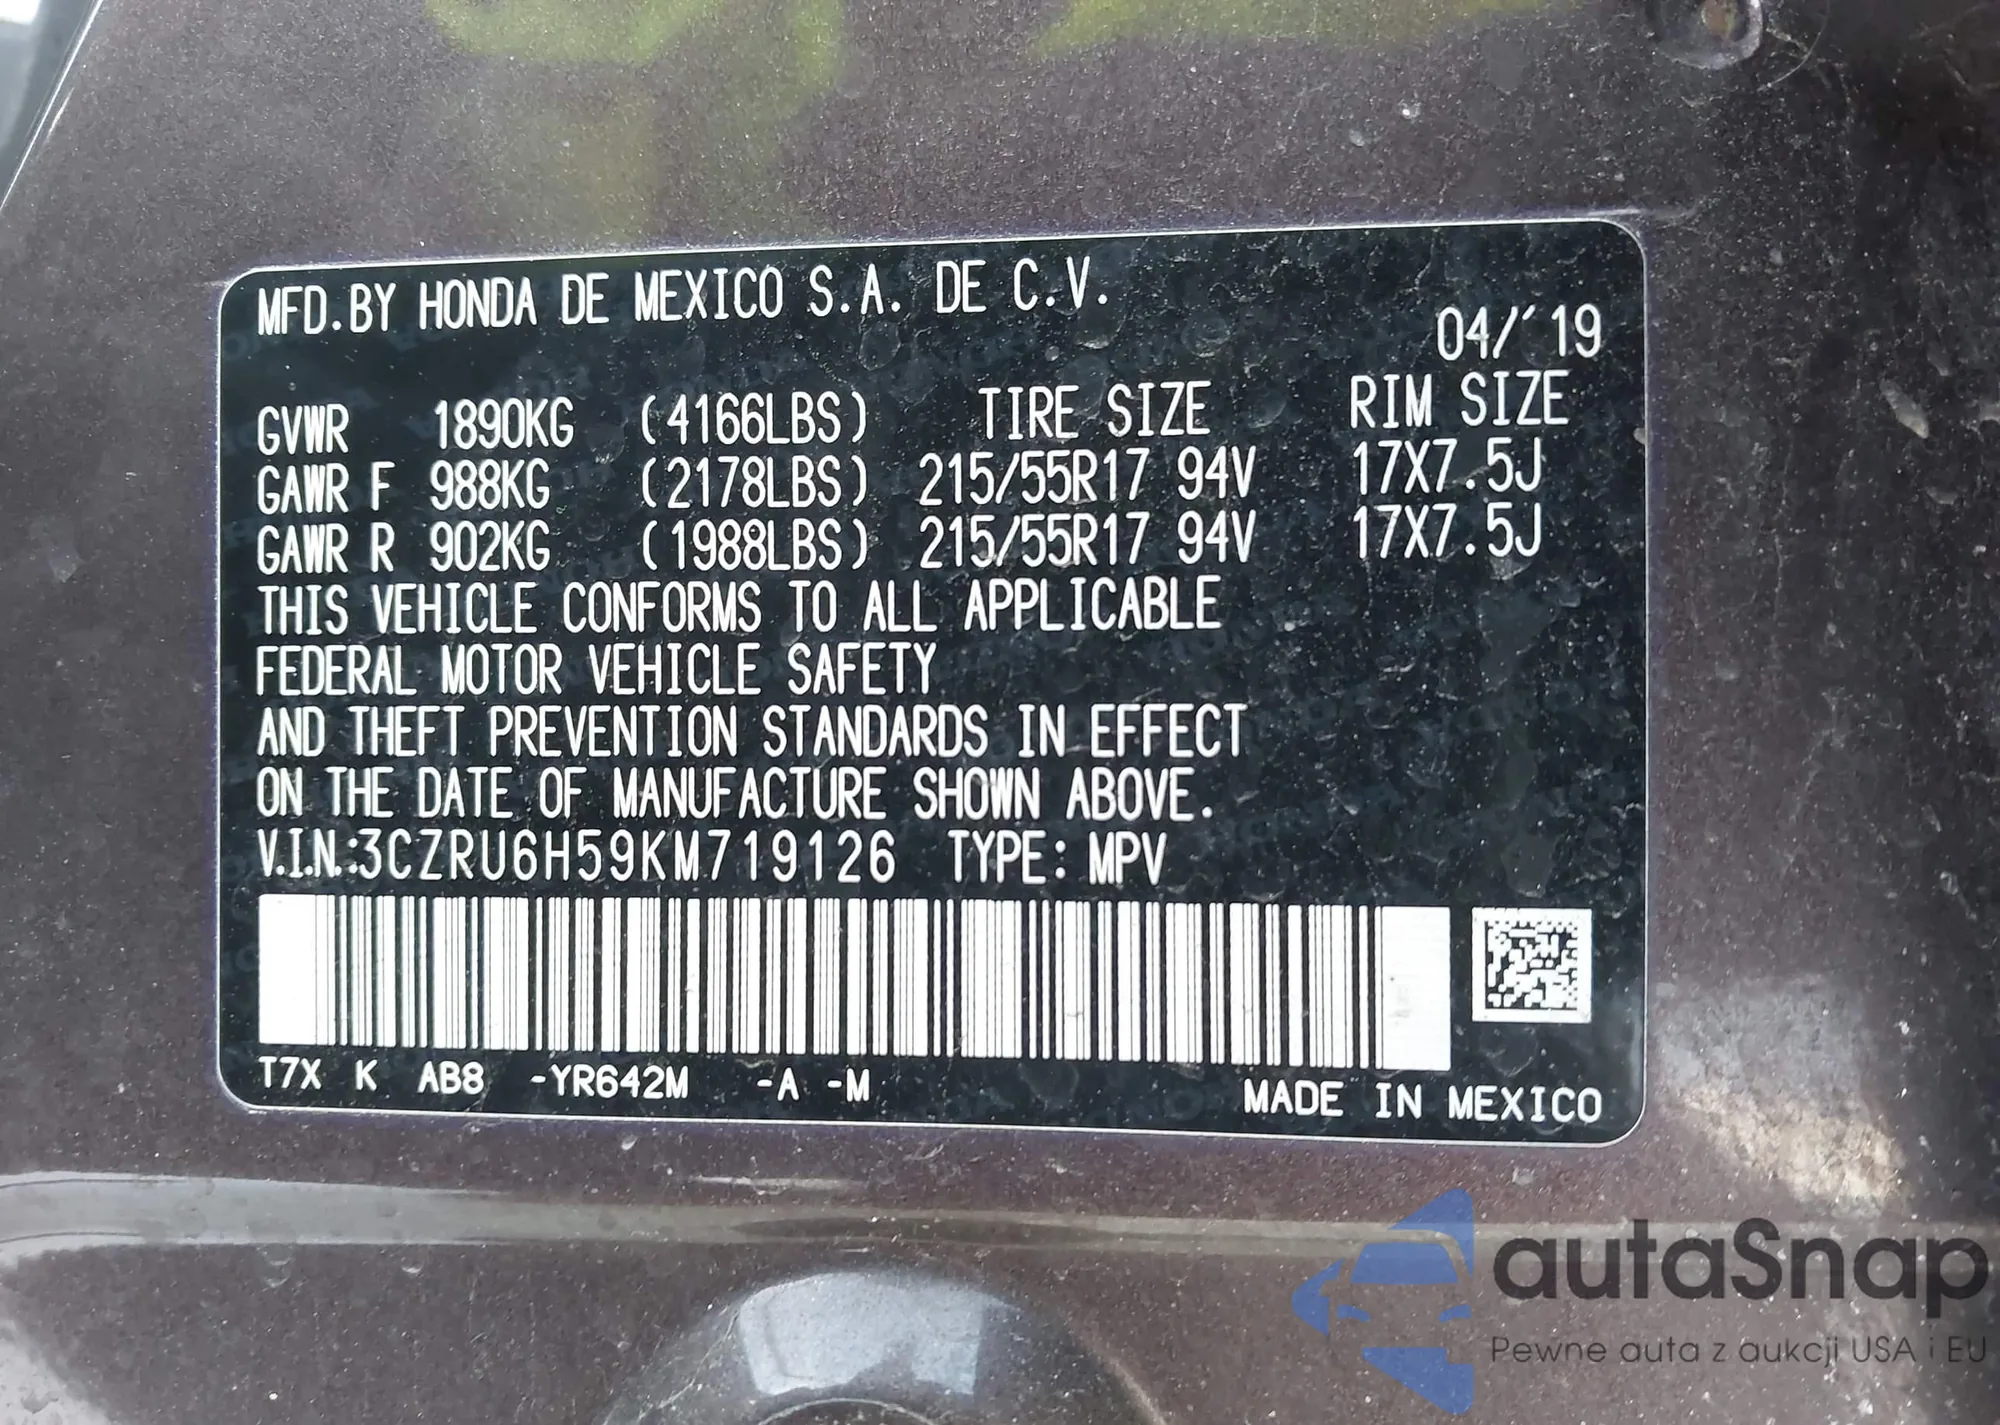 MFD.BY HONDA DE MEXICO S.A. DE C.V.
04/´19
GVWR 1890KG (4166LBS) TIRE SIZE RIM SIZE
GAWR F 988KG (2178LBS) 215/55R17 94V 17X7.5J
GAWR R 902KG (1988LBS) 215/55R17 94V 17X7.5J
THIS VEHICLE CONFORMS TO ALL APPLICABLE
FEDERAL MOTOR VEHICLE SAFETY
AND THEFT PREVENTION STANDARDS IN EFFECT
ON THE DATE OF MANUFACTURE SHOWN ABOVE.
V.I.N.:3CZRU6H59KM719126 TYPE: MPV
T7X K AB8 -YR642M -A -M
MADE IN MEXICO
autaSnap
Pewne auta z aukcji USA i EU